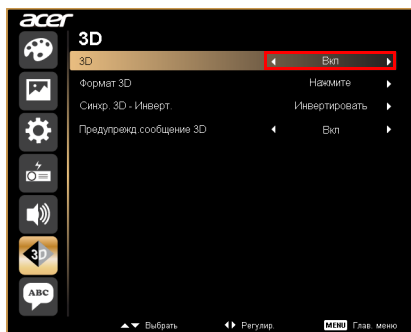 acer
3D
3D Вкл
Формат 3D Нажмите
Синхр. 3D - Инверт. Инвертировать
Предупрежд.сообщение 3D Вкл
3D
ABC
Выбрать Регулир. MENU Глав. меню